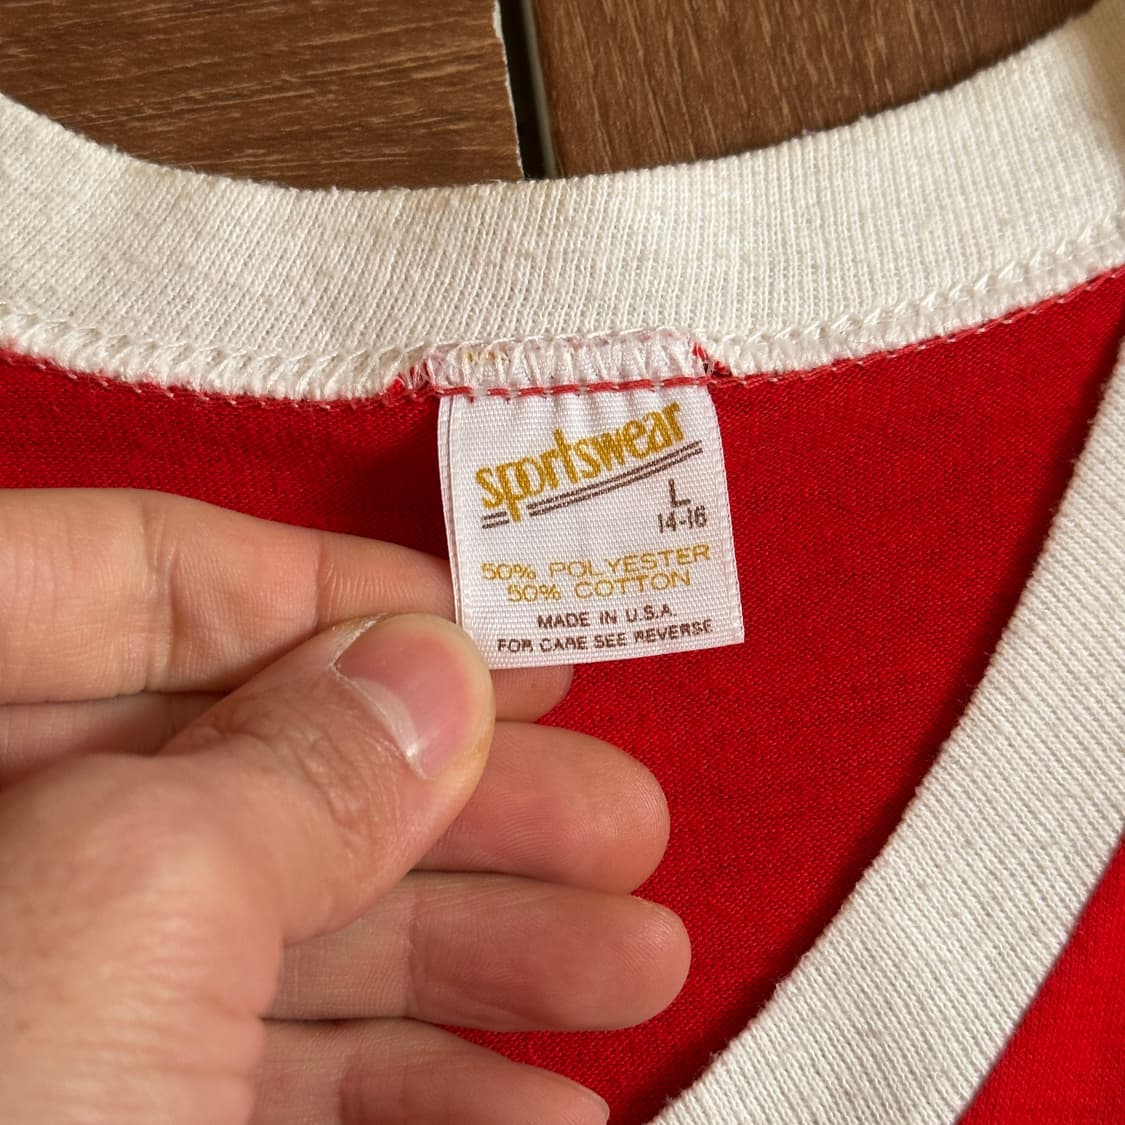 sportswear
L
14-16
50% POLYESTER
50% COTTON
MADE IN U.S.A.
FOR CARE SEE REVERSE